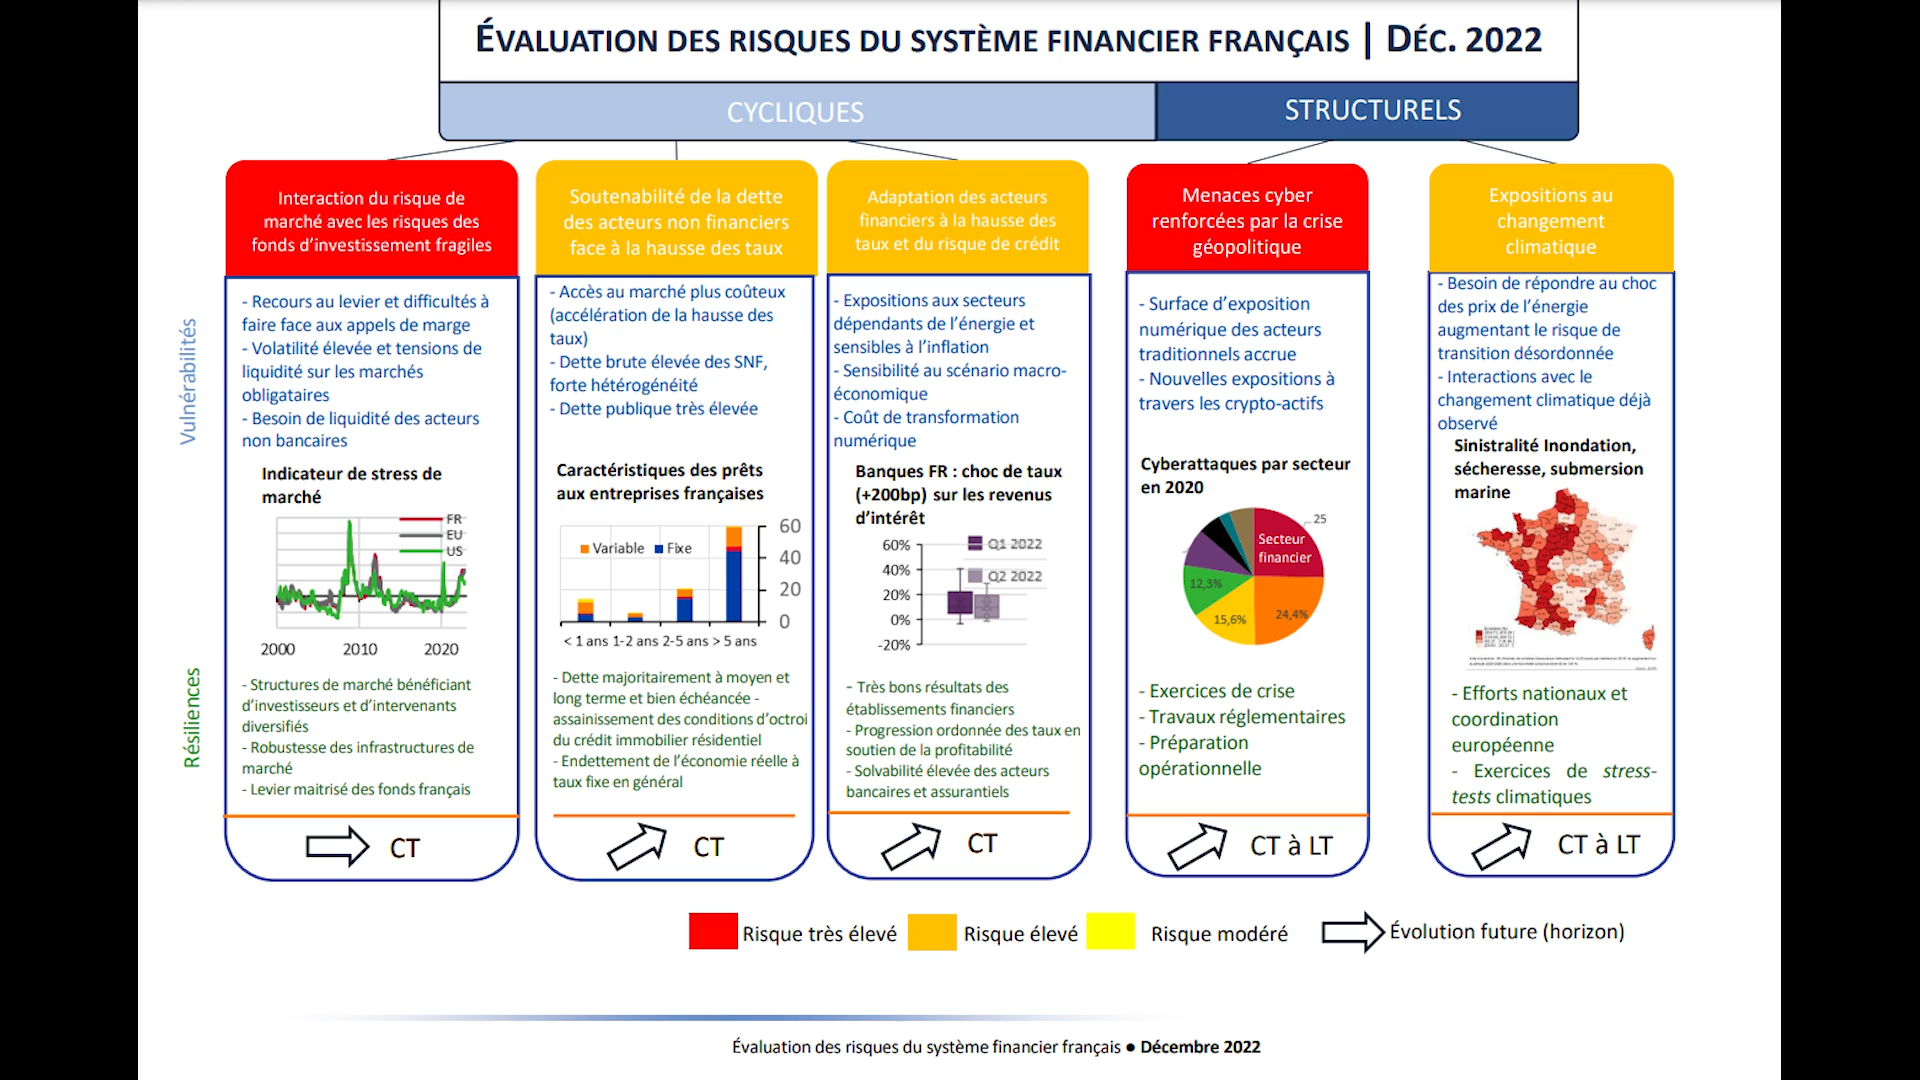 ÉVALUATION DES RISQUES DU SYSTÈME FINANCIER FRANÇAIS | DÉC. 2022
CYCLIQUES
STRUCTURELS
Interaction du risque de
marché avec les risques des
fonds d’investissement fragiles
Soutenabilité de la dette
des acteurs non financiers
face à la hausse des taux
Adaptation des acteurs
financiers à la hausse des
taux et du risque de crédit
Menaces cyber
renforcées par la crise
géopolitique
Expositions au
changement
climatique
Vulnérabilités
- Recours au levier et difficultés à
faire face aux appels de marge
- Volatilité élevée et tensions de
liquidité sur les marchés
obligataires
- Besoin de liquidité des acteurs
non bancaires
- Accès au marché plus coûteux
(accélération de la hausse des
taux)
- Dette brute élevée des SNF,
forte hétérogénéité
- Dette publique très élevée
- Expositions aux secteurs
dépendants de l’énergie et
sensibles à l’inflation
- Sensibilité au scénario macro-
économique
- Coût de transformation
numérique
- Surface d’exposition
numérique des acteurs
traditionnels accrue
- Nouvelles expositions à
travers les crypto-actifs
- Besoin de répondre au choc
des prix de l’énergie
augmentant le risque de
transition désordonnée
- Interactions avec le
changement climatique déjà
observé
Indicateur de stress de
marché
FR
EU
US
2000 2010 2020
Caractéristiques des prêts
aux entreprises françaises
Variable Fixe
60
40
20
0
< 1 ans 1-2 ans 2-5 ans > 5 ans
Banques FR : choc de taux
(+200bp) sur les revenus
d’intérêt
60%
40%
20%
0%
-20%
Q1 2022
Q2 2022
Cyberattaques par secteur
en 2020
25
Secteur
financier
12,3%
15,6%
24,4%
Sinistralité Inondation,
sécheresse, submersion
marine
Résiliences
- Structures de marché bénéficiant
d’investisseurs et d’intervenants
diversifiés
- Robustesse des infrastructures de
marché
- Levier maitrisé des fonds français
- Dette majoritairement à moyen et
long terme et bien échéancée -
assainissement des conditions d’octroi
du crédit immobilier résidentiel
- Endettement de l’économie réelle à
taux fixe en général
- Très bons résultats des
établissements financiers
- Progression ordonnée des taux en
soutien de la profitabilité
- Solvabilité élevée des acteurs
bancaires et assurantiels
- Exercices de crise
- Travaux réglementaires
- Préparation
opérationnelle
- Efforts nationaux et
coordination
européenne
- Exercices de stress-
tests climatiques
CT
CT
CT
CT à LT
CT à LT
Risque très élevé
Risque élevé
Risque modéré
Évolution future (horizon)
Évaluation des risques du système financier français ● Décembre 2022